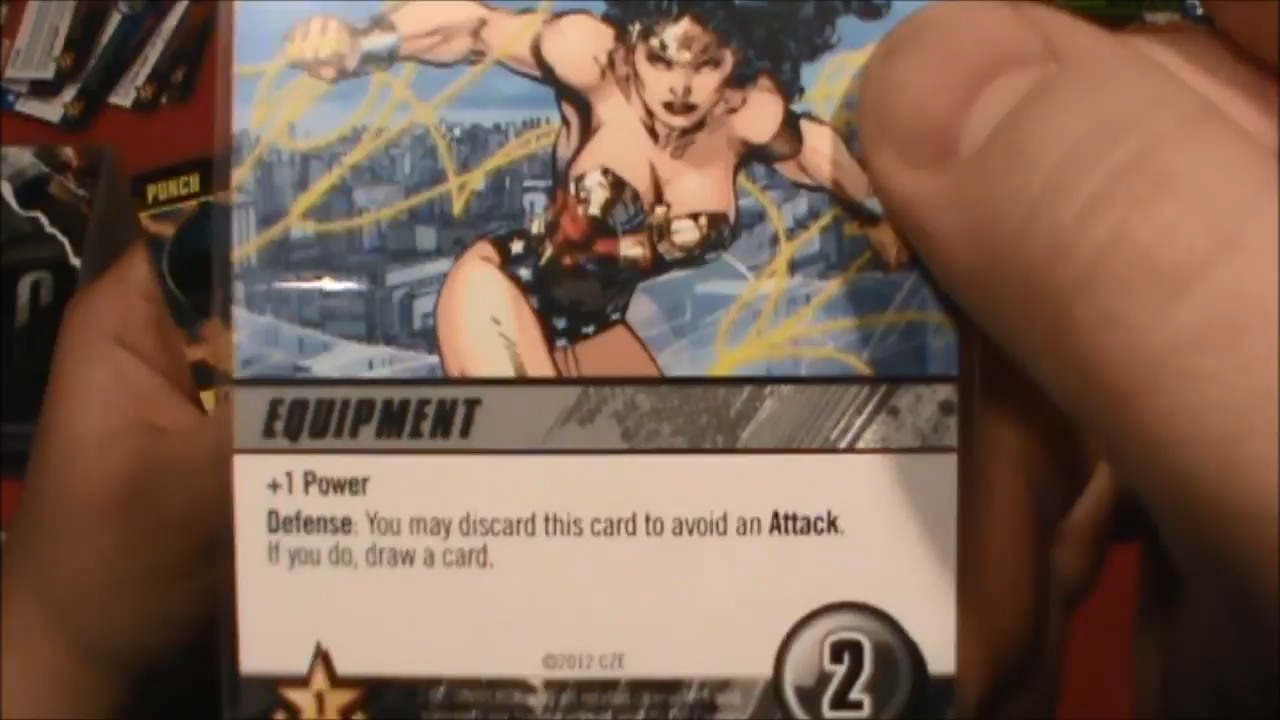 PUNCH
EQUIPMENT
+1 Power
Defense: You may discard this card to avoid an Attack.
If you do, draw a card.
©2012 CZE
1
2